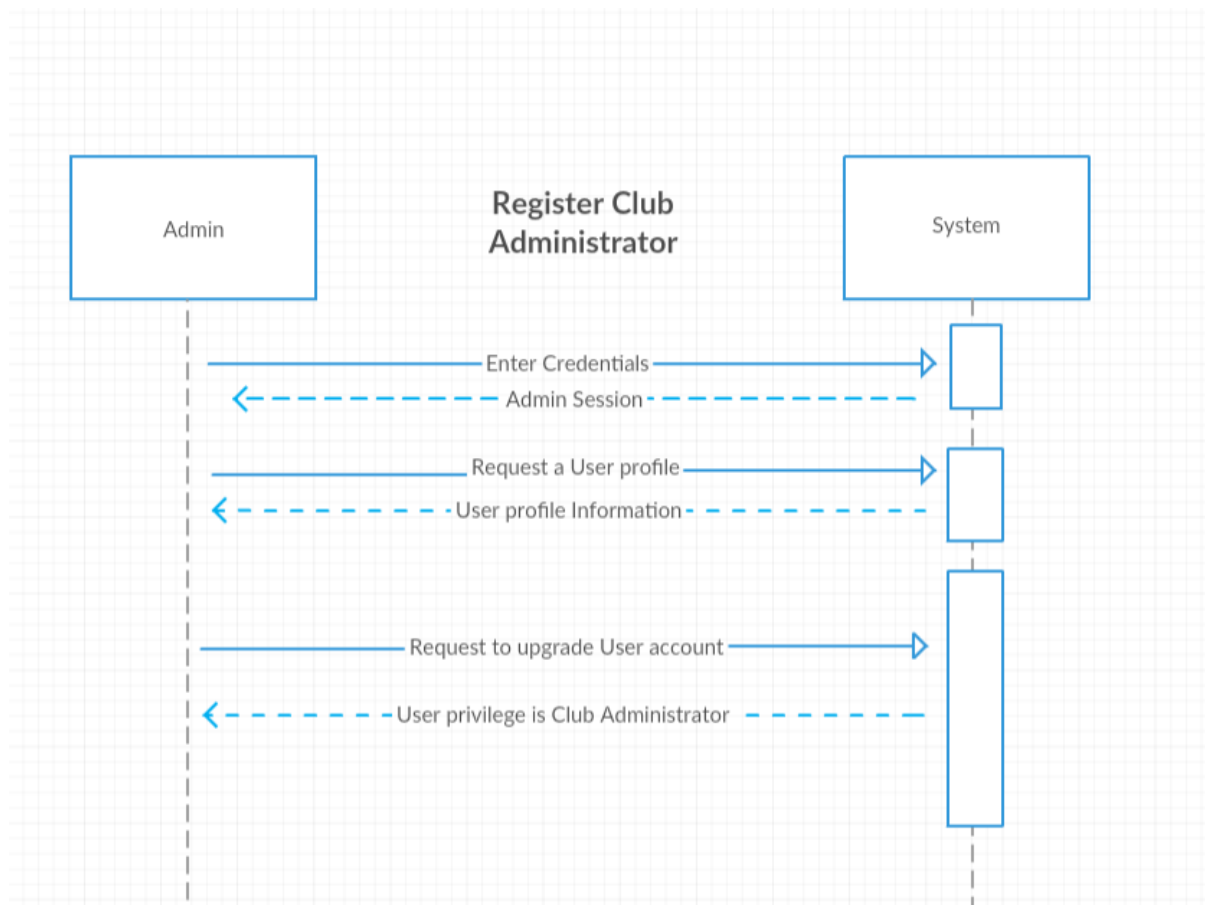 Register Club
Administrator
Admin
System
Enter Credentials
Admin Session
Request a User profile
User profile Information
Request to upgrade User account
User privilege is Club Administrator